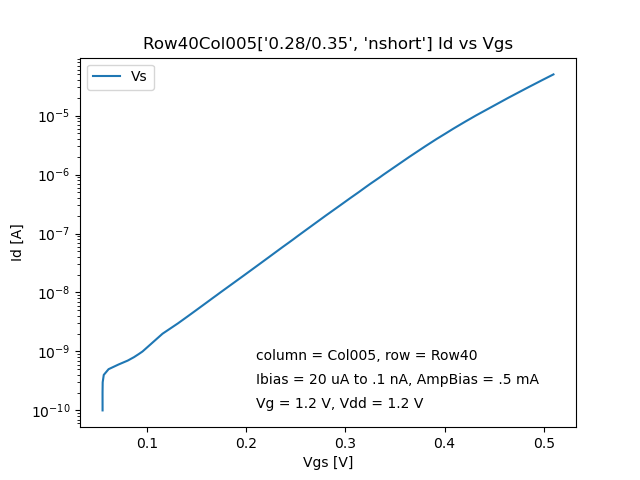 Row40Col005['0.28/0.35', 'nshort'] Id vs Vgs
Vs
Id [A]
10⁻⁵
10⁻⁶
10⁻⁷
10⁻⁸
10⁻⁹
10⁻¹⁰
column = Col005, row = Row40
Ibias = 20 uA to .1 nA, AmpBias = .5 mA
Vg = 1.2 V, Vdd = 1.2 V
0.1 0.2 0.3 0.4 0.5
Vgs [V]